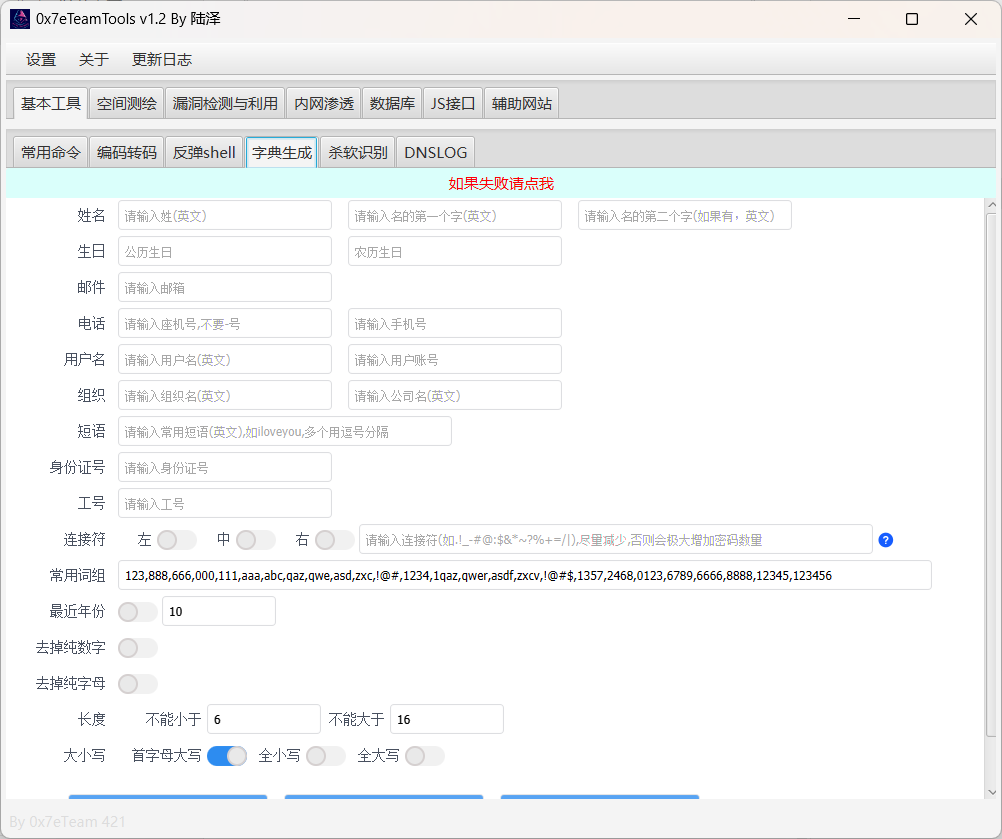 0x7eTeamTools v1.2 By 陆泽
设置 关于 更新日志
基本工具 空间测绘 漏洞检测与利用 内网渗透 数据库 JS接口 辅助网站
常用命令 编码转码 反弹shell 字典生成 杀软识别 DNSLOG
如果失败请点我
姓名 请输入姓(英文) 请输入名的第一个字(英文) 请输入名的第二个字(如果有，英文)
生日 公历生日 农历生日
邮件 请输入邮箱
电话 请输入座机号,不要-号 请输入手机号
用户名 请输入用户名(英文) 请输入用户账号
组织 请输入组织名(英文) 请输入公司名(英文)
短语 请输入常用短语(英文),如iloveyou,多个用逗号分隔
身份证号 请输入身份证号
工号 请输入工号
连接符 左 中 右 请输入连接符(如.!_-#@:$&*~?%+=/|),尽量减少,否则会极大增加密码数量 ?
常用词组 123,888,666,000,111,aaa,abc,qaz,qwe,asd,zxc,!@#,1234,1qaz,qwer,asdf,zxcv,!@#$,1357,2468,0123,6789,6666,8888,12345,123456
最近年份 10
去掉纯数字
去掉纯字母
长度 不能小于 6 不能大于 16
大小写 首字母大写 全小写 全大写
By 0x7eTeam 421